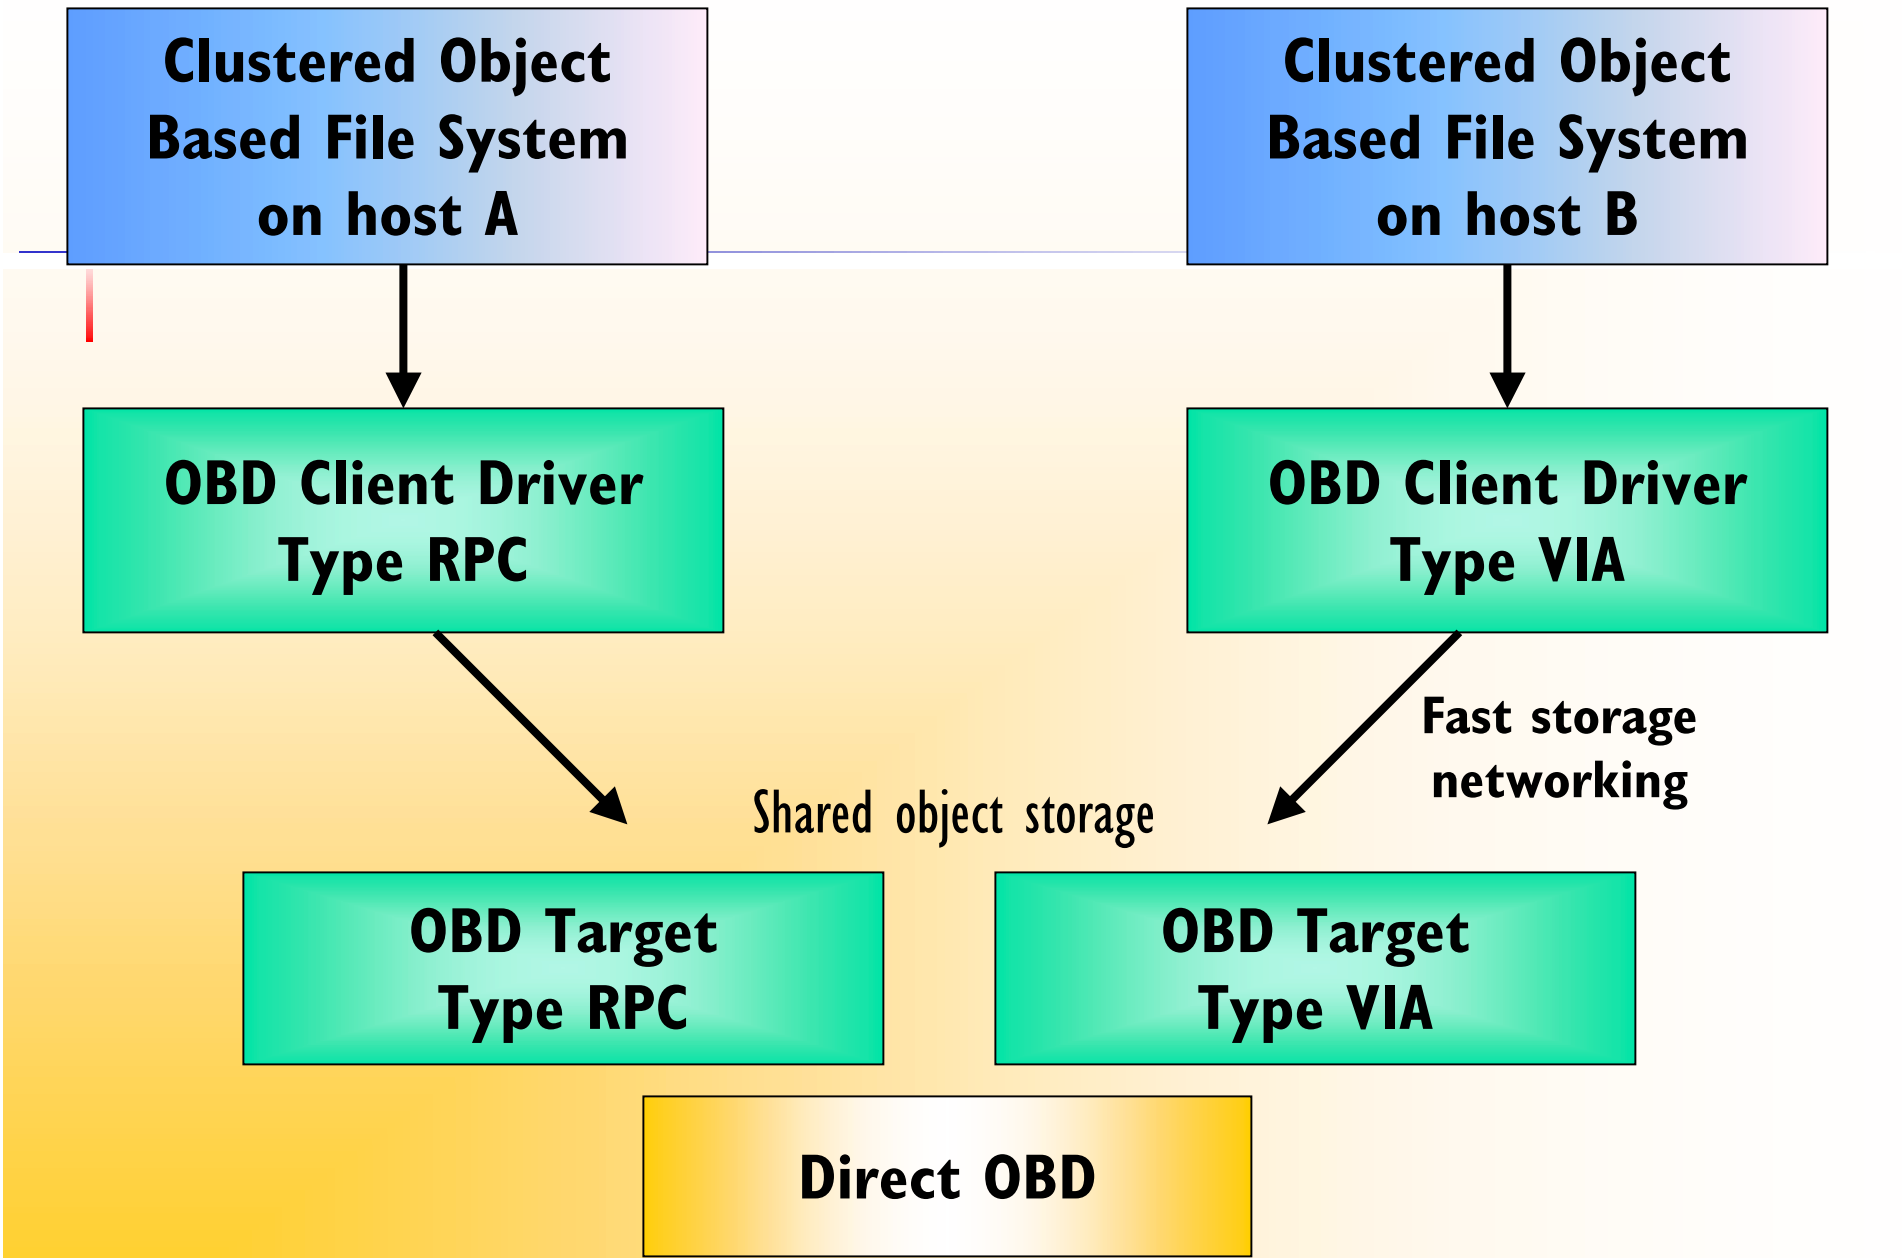 Clustered Object
Based File System
on host A
Clustered Object
Based File System
on host B
OBD Client Driver
Type RPC
OBD Client Driver
Type VIA
Fast storage
networking
Shared object storage
OBD Target
Type RPC
OBD Target
Type VIA
Direct OBD